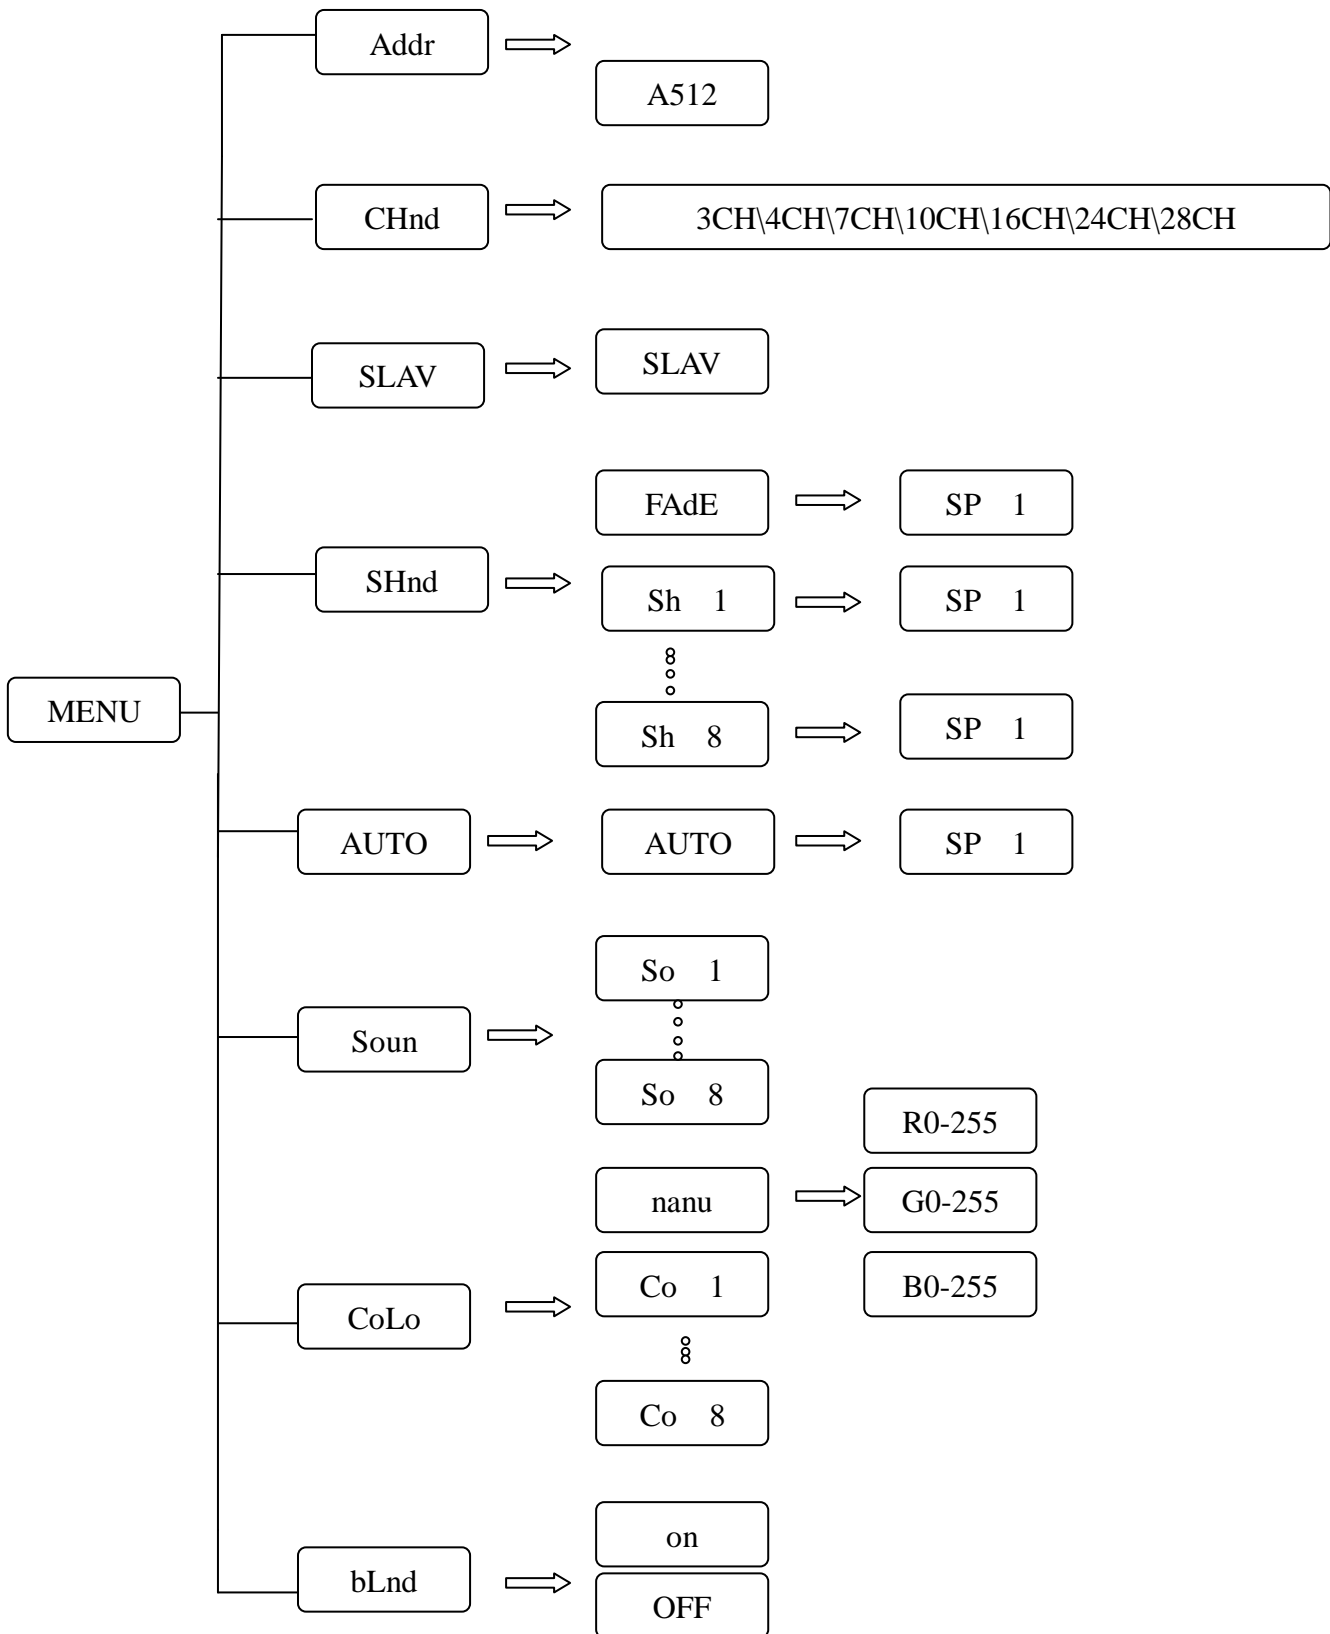 Addr
A512
CHnd
3CH\4CH\7CH\10CH\16CH\24CH\28CH
SLAV
SLAV
FAdE
SP 1
SHnd
Sh 1
SP 1
MENU
Sh 8
SP 1
AUTO
AUTO
SP 1
So 1
Soun
So 8
R0-255
nanu
G0-255
Co 1
B0-255
CoLo
Co 8
on
bLnd
OFF